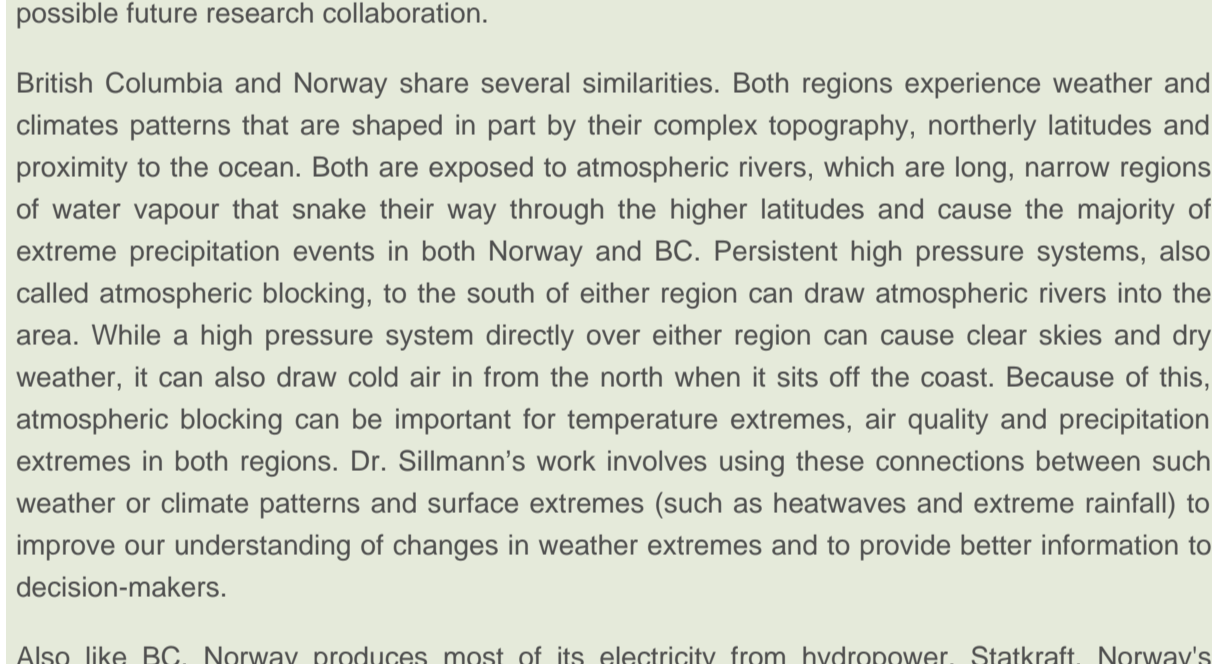 possible future research collaboration.
British Columbia and Norway share several similarities. Both regions experience weather and
climates patterns that are shaped in part by their complex topography, northerly latitudes and
proximity to the ocean. Both are exposed to atmospheric rivers, which are long, narrow regions
of water vapour that snake their way through the higher latitudes and cause the majority of
extreme precipitation events in both Norway and BC. Persistent high pressure systems, also
called atmospheric blocking, to the south of either region can draw atmospheric rivers into the
area. While a high pressure system directly over either region can cause clear skies and dry
weather, it can also draw cold air in from the north when it sits off the coast. Because of this,
atmospheric blocking can be important for temperature extremes, air quality and precipitation
extremes in both regions. Dr. Sillmann’s work involves using these connections between such
weather or climate patterns and surface extremes (such as heatwaves and extreme rainfall) to
improve our understanding of changes in weather extremes and to provide better information to
decision-makers.
Also like BC, Norway produces most of its electricity from hydropower. Statkraft, Norway's